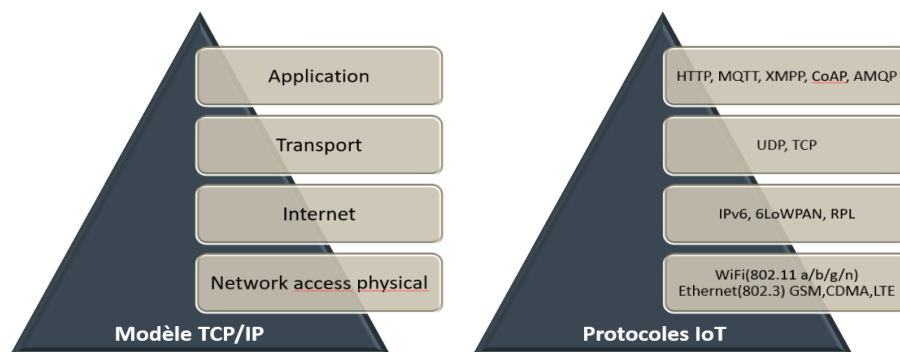 Application
Transport
Internet
Network access physical
Modèle TCP/IP
HTTP, MQTT, XMPP, CoAP, AMQP
UDP, TCP
IPv6, 6LoWPAN, RPL
WiFi(802.11 a/b/g/n)
Ethernet(802.3) GSM,CDMA,LTE
Protocoles IoT